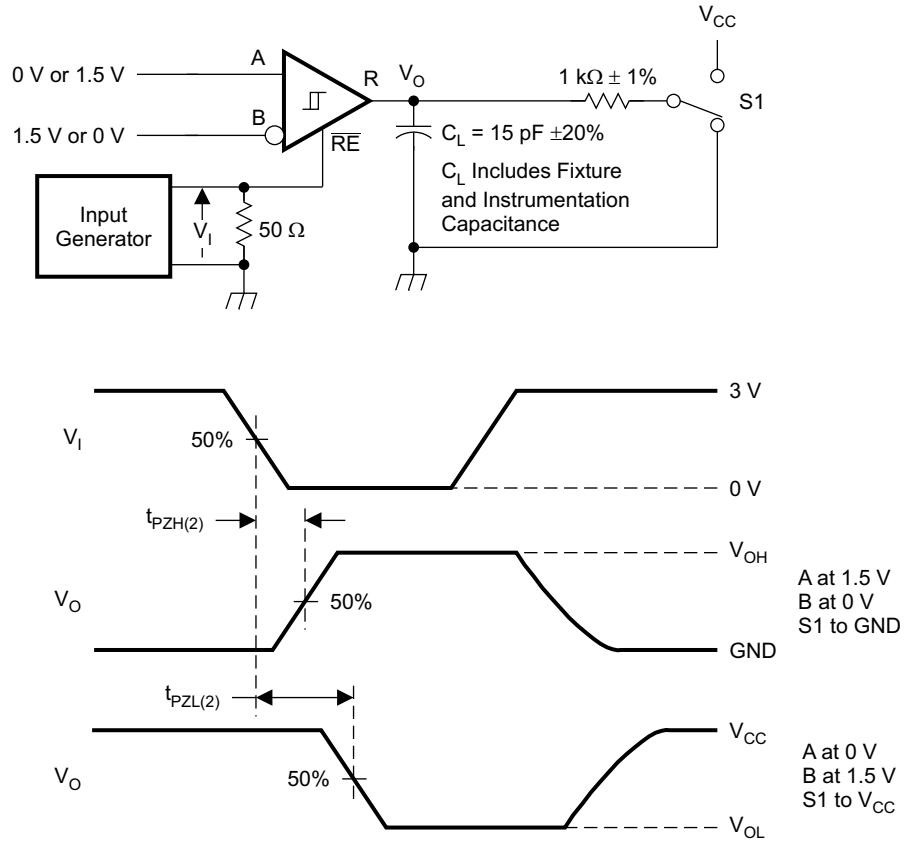 V_CC
0 V or 1.5 V
A
R
V_O
1 kΩ ± 1%
S1
1.5 V or 0 V
B
R̅E̅
C_L = 15 pF ±20%
C_L Includes Fixture
and Instrumentation
Capacitance
Input
Generator
V_I
50 Ω
3 V
V_I
50%
0 V
t_PZH(2)
V_OH
V_O
50%
A at 1.5 V
B at 0 V
S1 to GND
GND
t_PZL(2)
V_CC
V_O
50%
A at 0 V
B at 1.5 V
S1 to V_CC
V_OL